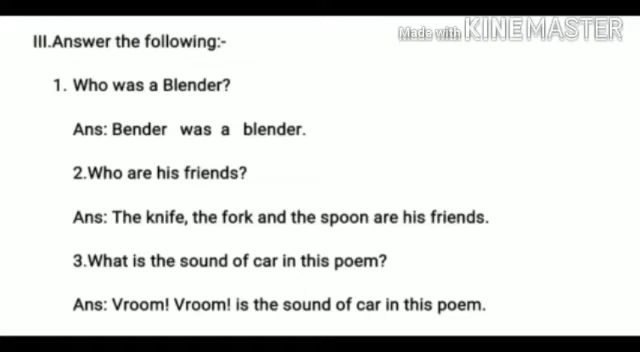 Made with KINEMASTER
III.Answer the following:-
1. Who was a Blender?
Ans: Bender was a blender.
2.Who are his friends?
Ans: The knife, the fork and the spoon are his friends.
3.What is the sound of car in this poem?
Ans: Vroom! Vroom! is the sound of car in this poem.